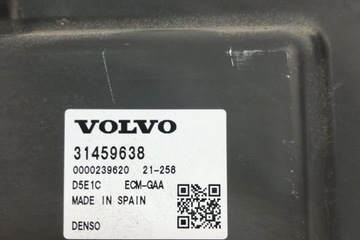 VOLVO
31459638
0000239620 21-258
D5E1C ECM-GAA
MADE IN SPAIN
DENSO